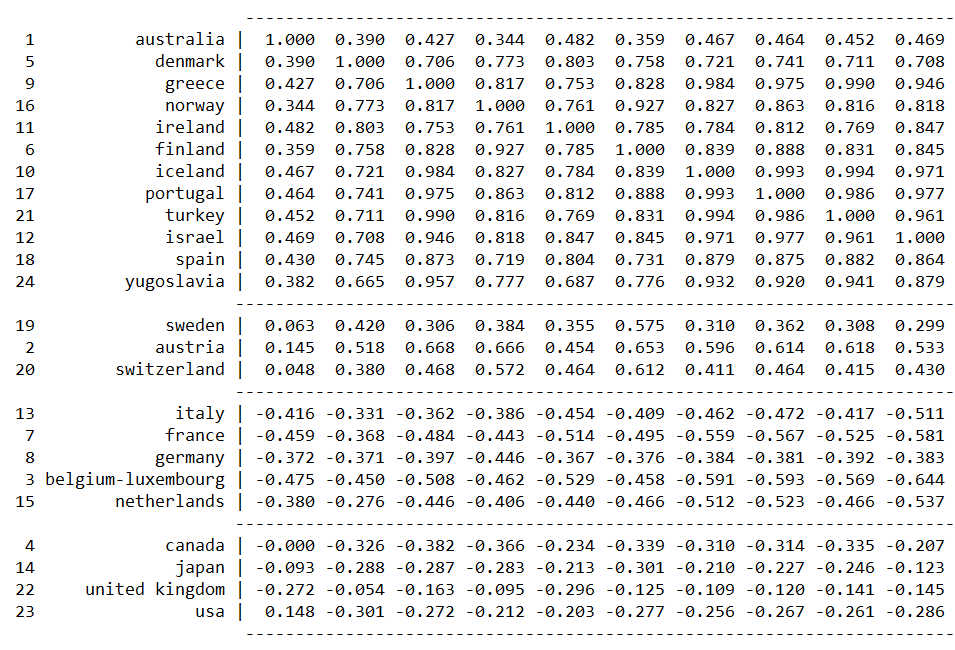 ---------------------------------------------------------------------
1 australia | 1.000 0.390 0.427 0.344 0.482 0.359 0.467 0.464 0.452 0.469
5 denmark | 0.390 1.000 0.706 0.773 0.803 0.758 0.721 0.741 0.711 0.708
9 greece | 0.427 0.706 1.000 0.817 0.753 0.828 0.984 0.975 0.990 0.946
16 norway | 0.344 0.773 0.817 1.000 0.761 0.927 0.827 0.863 0.816 0.818
11 ireland | 0.482 0.803 0.753 0.761 1.000 0.785 0.784 0.812 0.769 0.847
6 finland | 0.359 0.758 0.828 0.927 0.785 1.000 0.839 0.888 0.831 0.845
10 iceland | 0.467 0.721 0.984 0.827 0.784 0.839 1.000 0.993 0.994 0.971
17 portugal | 0.464 0.741 0.975 0.863 0.812 0.888 0.993 1.000 0.986 0.977
21 turkey | 0.452 0.711 0.990 0.816 0.769 0.831 0.994 0.986 1.000 0.961
12 israel | 0.469 0.708 0.946 0.818 0.847 0.845 0.971 0.977 0.961 1.000
18 spain | 0.430 0.745 0.873 0.719 0.804 0.731 0.879 0.875 0.882 0.864
24 yugoslavia | 0.382 0.665 0.957 0.777 0.687 0.776 0.932 0.920 0.941 0.879
----------------------------------------------------------------------
19 sweden | 0.063 0.420 0.306 0.384 0.355 0.575 0.310 0.362 0.308 0.299
2 austria | 0.145 0.518 0.668 0.666 0.454 0.653 0.596 0.614 0.618 0.533
20 switzerland | 0.048 0.380 0.468 0.572 0.464 0.612 0.411 0.464 0.415 0.430
----------------------------------------------------------------------
13 italy | -0.416 -0.331 -0.362 -0.386 -0.454 -0.409 -0.462 -0.472 -0.417 -0.511
7 france | -0.459 -0.368 -0.484 -0.443 -0.514 -0.495 -0.559 -0.567 -0.525 -0.581
8 germany | -0.372 -0.371 -0.397 -0.446 -0.367 -0.376 -0.384 -0.381 -0.392 -0.383
3 belgium-luxembourg | -0.475 -0.450 -0.508 -0.462 -0.529 -0.458 -0.591 -0.593 -0.569 -0.644
15 netherlands | -0.380 -0.276 -0.446 -0.406 -0.440 -0.466 -0.512 -0.523 -0.466 -0.537
----------------------------------------------------------------------
4 canada | -0.000 -0.326 -0.382 -0.366 -0.234 -0.339 -0.310 -0.314 -0.335 -0.207
14 japan | -0.093 -0.288 -0.287 -0.283 -0.213 -0.301 -0.210 -0.227 -0.246 -0.123
22 united kingdom | -0.272 -0.054 -0.163 -0.095 -0.296 -0.125 -0.109 -0.120 -0.141 -0.145
23 usa | 0.148 -0.301 -0.272 -0.212 -0.203 -0.277 -0.256 -0.267 -0.261 -0.286
---------------------------------------------------------------------